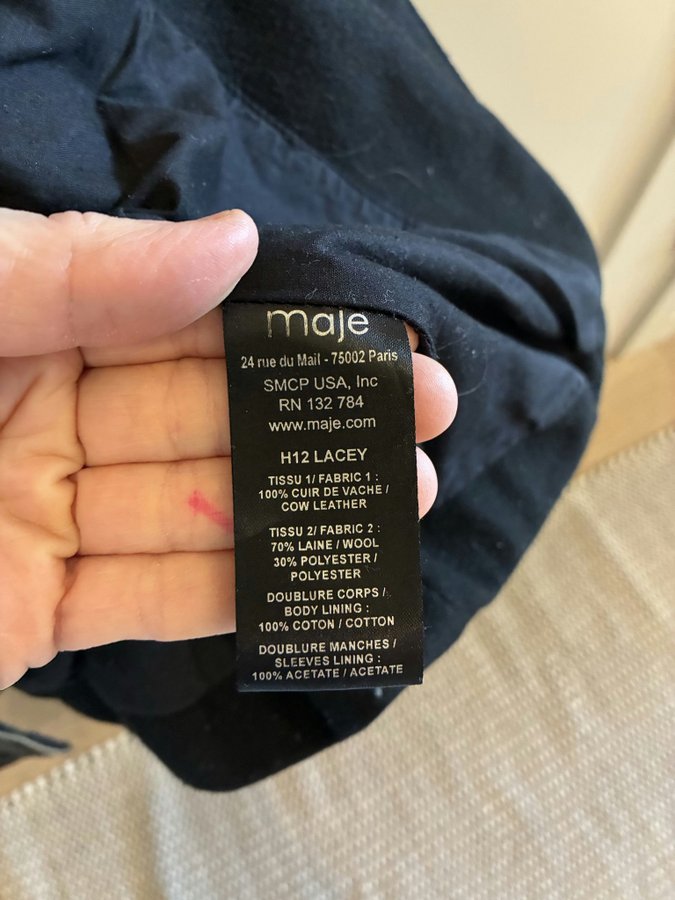 maje
24 rue du Mail - 75002 Paris
SMCP USA, Inc
RN 132 784
www.maje.com
H12 LACEY
TISSU 1/ FABRIC 1 :
100% CUIR DE VACHE /
COW LEATHER
TISSU 2/ FABRIC 2 :
70% LAINE / WOOL
30% POLYESTER /
POLYESTER
DOUBLURE CORPS /
BODY LINING :
100% COTON / COTTON
DOUBLURE MANCHES /
SLEEVES LINING :
100% ACETATE / ACETATE